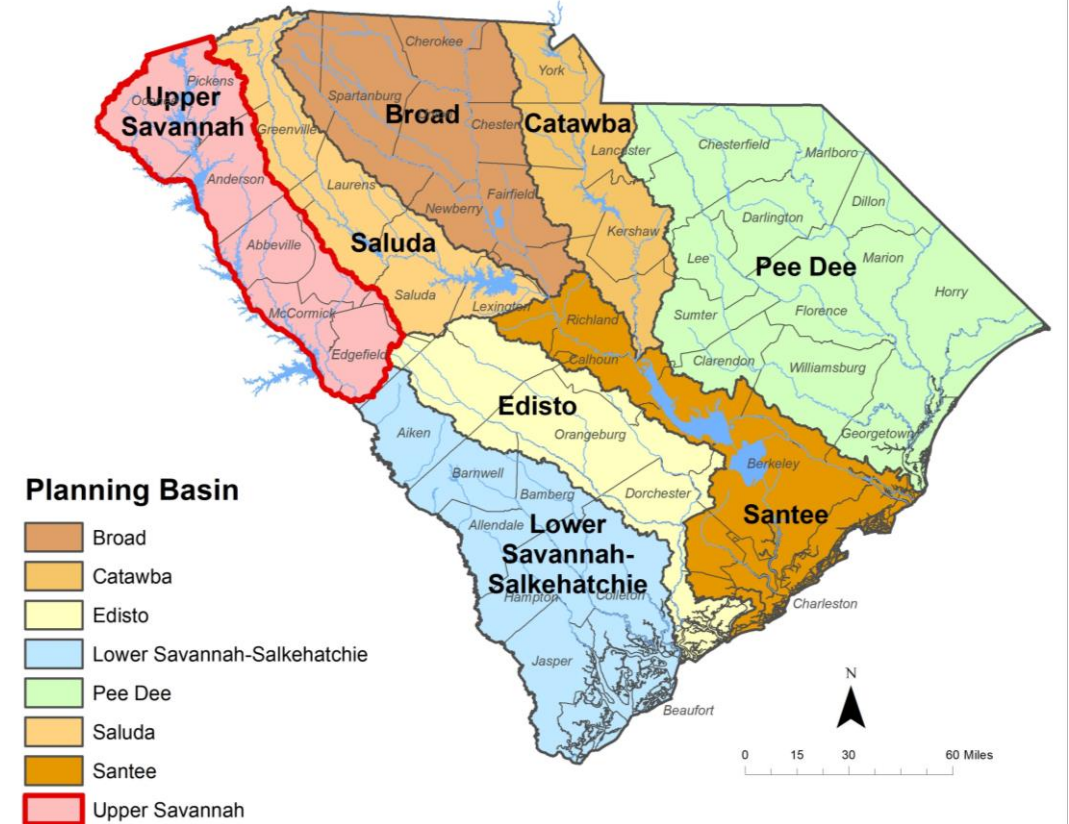 Cherokee
York
Pickens
Oconee
Upper
Savannah
Spartanburg
Broad
Chester
Catawba
Greenville
Lancaster
Chesterfield
Marlboro
Anderson
Laurens
Fairfield
Newberry
Dillon
Darlington
Abbeville
Saluda
Kershaw
Lee
Pee Dee
Marion
Horry
Saluda
Lexington
McCormick
Richland
Sumter
Florence
Edgefield
Calhoun
Clarendon
Williamsburg
Edisto
Aiken
Orangeburg
Georgetown
Barnwell
Bamberg
Dorchester
Berkeley
Allendale
Lower
Savannah-
Salkehatchie
Santee
Hampton
Colleton
Charleston
Jasper
Beaufort
Planning Basin
Broad
Catawba
Edisto
Lower Savannah-Salkehatchie
Pee Dee
Saluda
Santee
Upper Savannah
N
0 15 30 60 Miles